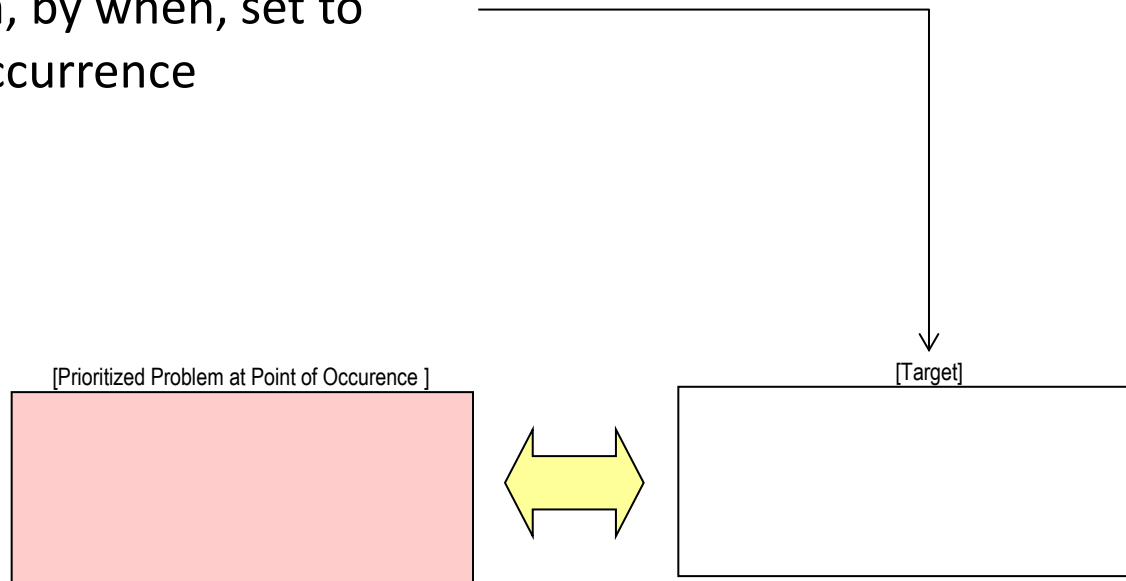 , by when, set to
ccurrence
[Prioritized Problem at Point of Occurence ]
[Target]